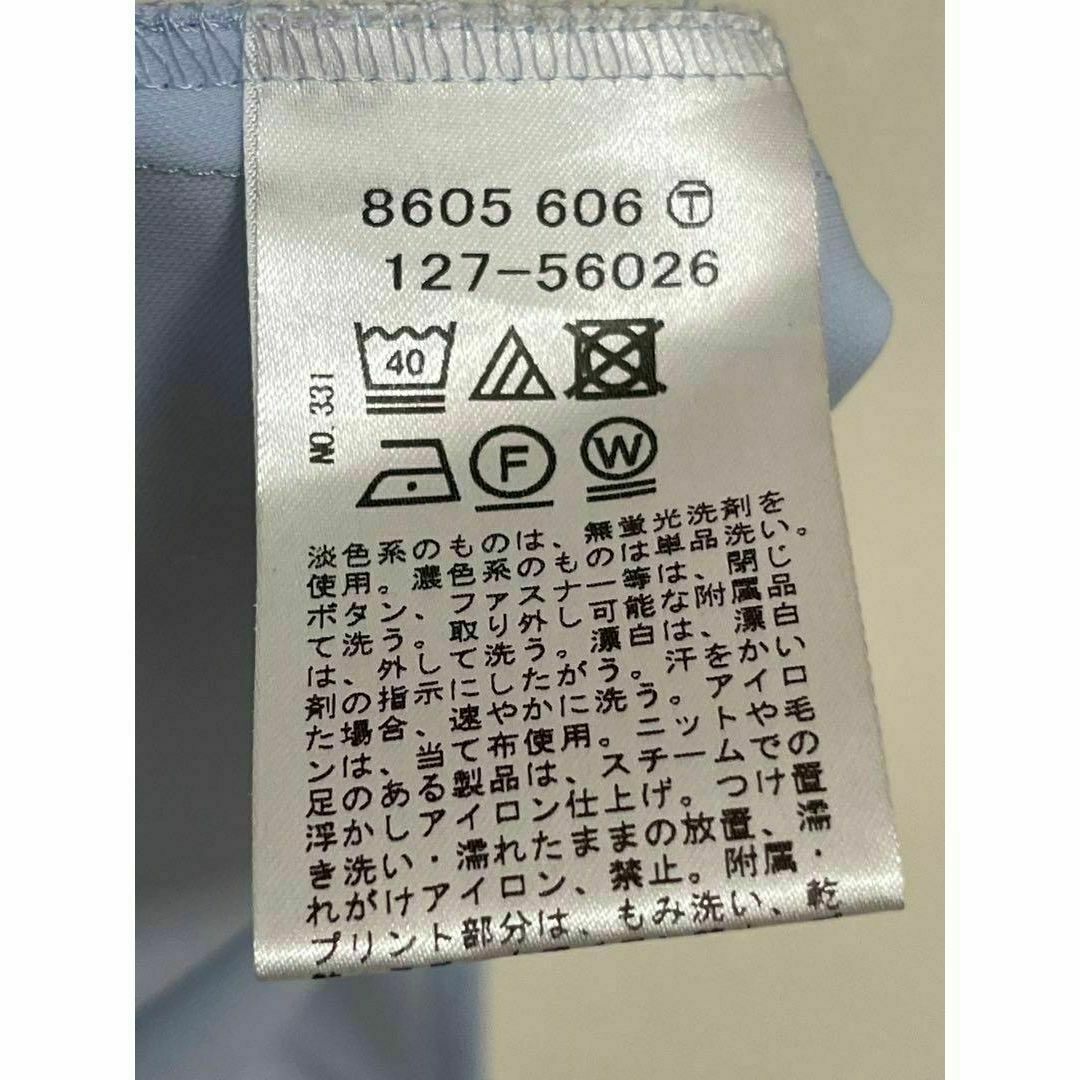 8605 606 Ⓣ
127-56026
NO.331
40
F
W
淡色系のものは、無蛍光洗剤を
使用。濃色系のものは単品洗い。
ボタン、ファスナー等は、閉じ
て洗う。取り外し可能な附属品
は、外して洗う。漂白は、漂白
剤の指示にしたがう。汗をかい
た場合、速やかに洗う。アイロ
ンは、当て布使用。ニットや毛
足のある製品は、スチームでの
浮かしアイロン仕上げ。つけ置
き洗い・濡れたままの放置、濡
れがけアイロン、禁止。附属・
プリント部分は、もみ洗い、乾